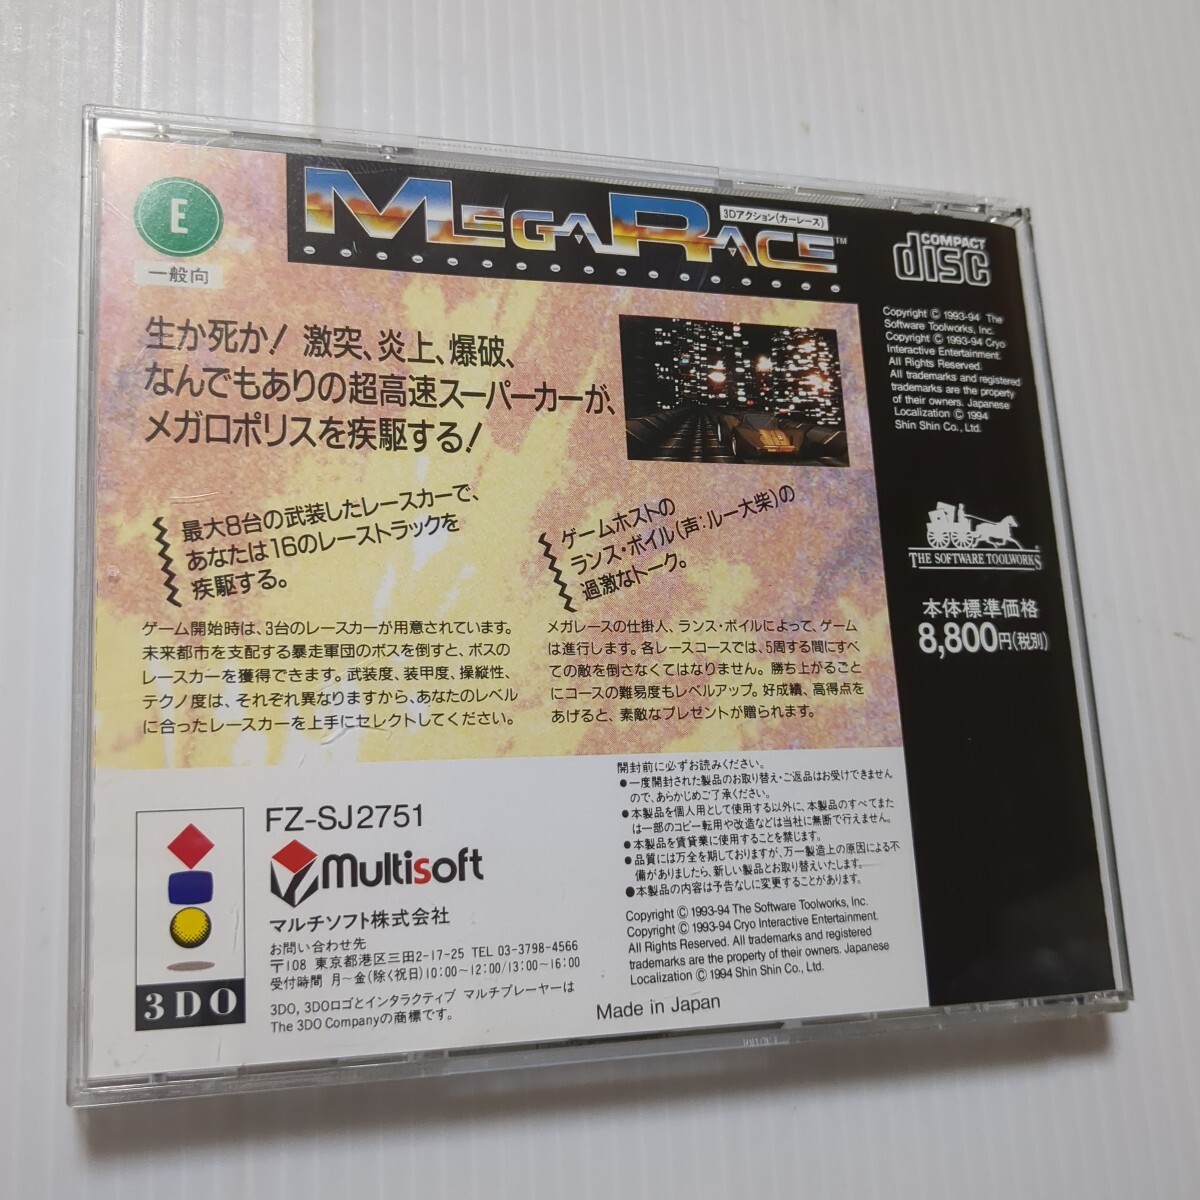 E
一般向
MEGARACE™
3Dアクション(カーレース)
COMPACT
disc
生か死か! 激突、炎上、爆破、
なんでもありの超高速スーパーカーが、
メガロポリスを疾駆する!
最大8台の武装したレースカーで、
あなたは16のレーストラックを
疾駆する。
ゲームホストの
ランス・ボイル(声:ルー大柴)の
過激なトーク。
ゲーム開始時は、3台のレースカーが用意されています。
未来都市を支配する暴走軍団のボスを倒すと、ボスの
レースカーを獲得できます。武装度、装甲度、操縦性、
テクノ度は、それぞれ異なりますから、あなたのレベル
に合ったレースカーを上手にセレクトしてください。
メガレースの仕掛人、ランス・ボイルによって、ゲーム
は進行します。各レースコースでは、5周する間にすべ
ての敵を倒さなくてはなりません。勝ち上がるごと
にコースの難易度もレベルアップ。好成績、高得点を
あげると、素敵なプレゼントが贈られます。
Copyright © 1993-94 The
Software Toolworks, Inc.
Copyright © 1993-94 Cryo
Interactive Entertainment.
All Rights Reserved.
All trademarks and registered
trademarks are the property
of their owners. Japanese
Localization © 1994
Shin Shin Co., Ltd.
THE SOFTWARE TOOLWORKS
本体標準価格
8,800円(税別)
3DO
FZ-SJ2751
Multisoft
マルチソフト株式会社
お問い合わせ先
〒108 東京都港区三田2-17-25 TEL 03-3798-4566
受付時間 月〜金(除く祝日)10:00〜12:00/13:00〜16:00
3DO, 3DOロゴとインタラクティブ マルチプレーヤーは
The 3DO Companyの商標です。
開封前に必ずお読みください。
●一度開封された製品のお取り替え・ご返品はお受けできません
ので、あらかじめご了承ください。
●本製品を個人用として使用する以外に、本製品のすべてまた
は一部のコピー転用や改造などは当社に無断で行えません。
●本製品を賃貸業に使用することを禁じます。
●品質には万全を期しておりますが、万一製造上の原因による不
備がありましたら、新しい製品とお取り替えいたします。
●本製品の内容は予告なしに変更することがあります。
Copyright © 1993-94 The Software Toolworks, Inc.
Copyright © 1993-94 Cryo Interactive Entertainment.
All Rights Reserved. All trademarks and registered
trademarks are the property of their owners. Japanese
Localization © 1994 Shin Shin Co., Ltd.
Made in Japan